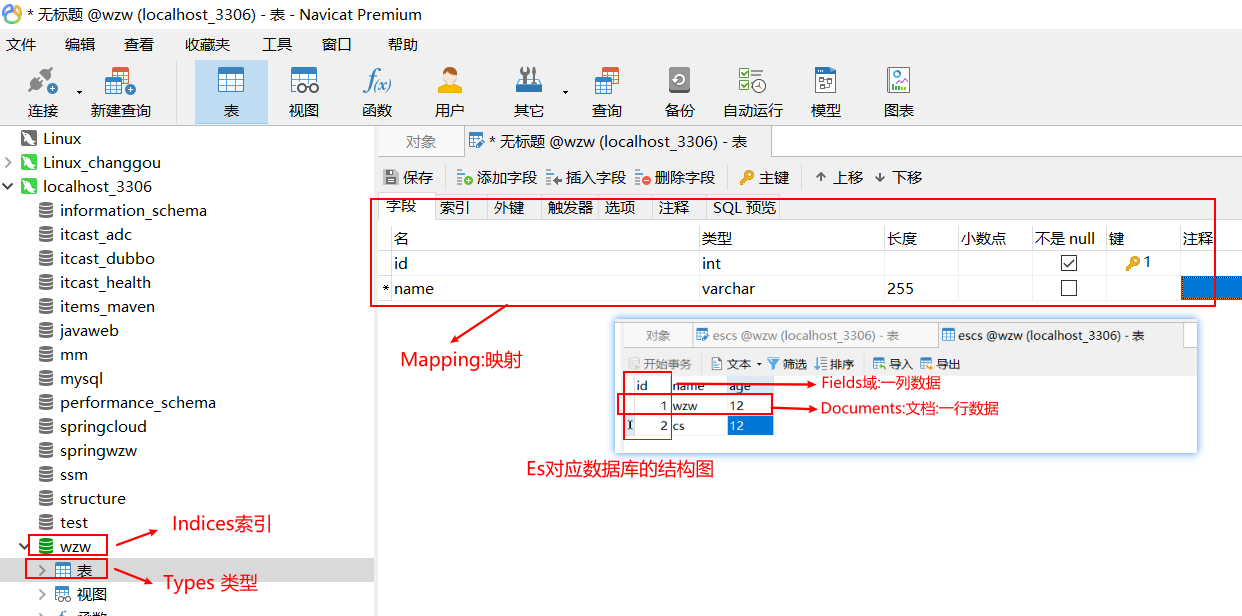 * 无标题 @wzw (localhost_3306) - 表 - Navicat Premium
文件 编辑 查看 收藏夹 工具 窗口 帮助
连接 新建查询 表 视图 函数 用户 其它 查询 备份 自动运行 模型 图表
f(x)
Linux
Linux_changgou
localhost_3306
information_schema
itcast_adc
itcast_dubbo
itcast_health
items_maven
javaweb
mm
mysql
performance_schema
springcloud
springwzw
ssm
structure
test
wzw
表
视图
函数
Indices索引
Types 类型
对象 * 无标题 @wzw (localhost_3306) - 表
保存 添加字段 插入字段 删除字段 主键 上移 下移
字段 索引 外键 触发器 选项 注释 SQL 预览
名 类型 长度 小数点 不是 null 键 注释
id int 1
* name varchar 255
Mapping:映射
对象 escs @wzw (localhost_3306) - 表 escs @wzw (localhost_3306) - 表
开始事务 文本 筛选 排序 导入 导出
id name age
1 wzw 12
2 cs 12
Fields域:一列数据
Documents:文档:一行数据
Es对应数据库的结构图